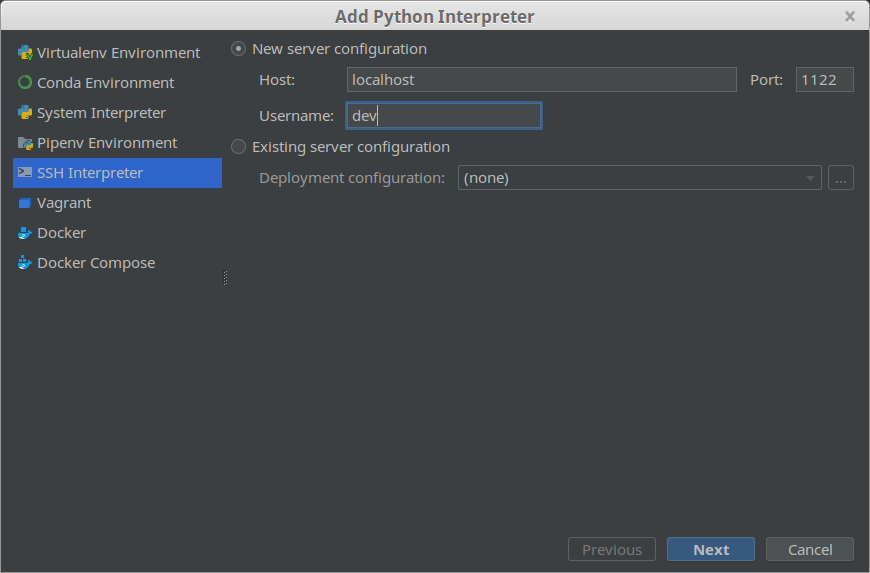 Add Python Interpreter
Virtualenv Environment
Conda Environment
System Interpreter
Pipenv Environment
SSH Interpreter
Vagrant
Docker
Docker Compose
New server configuration
Host: localhost Port: 1122
Username: dev
Existing server configuration
Deployment configuration: (none) ...
Previous Next Cancel